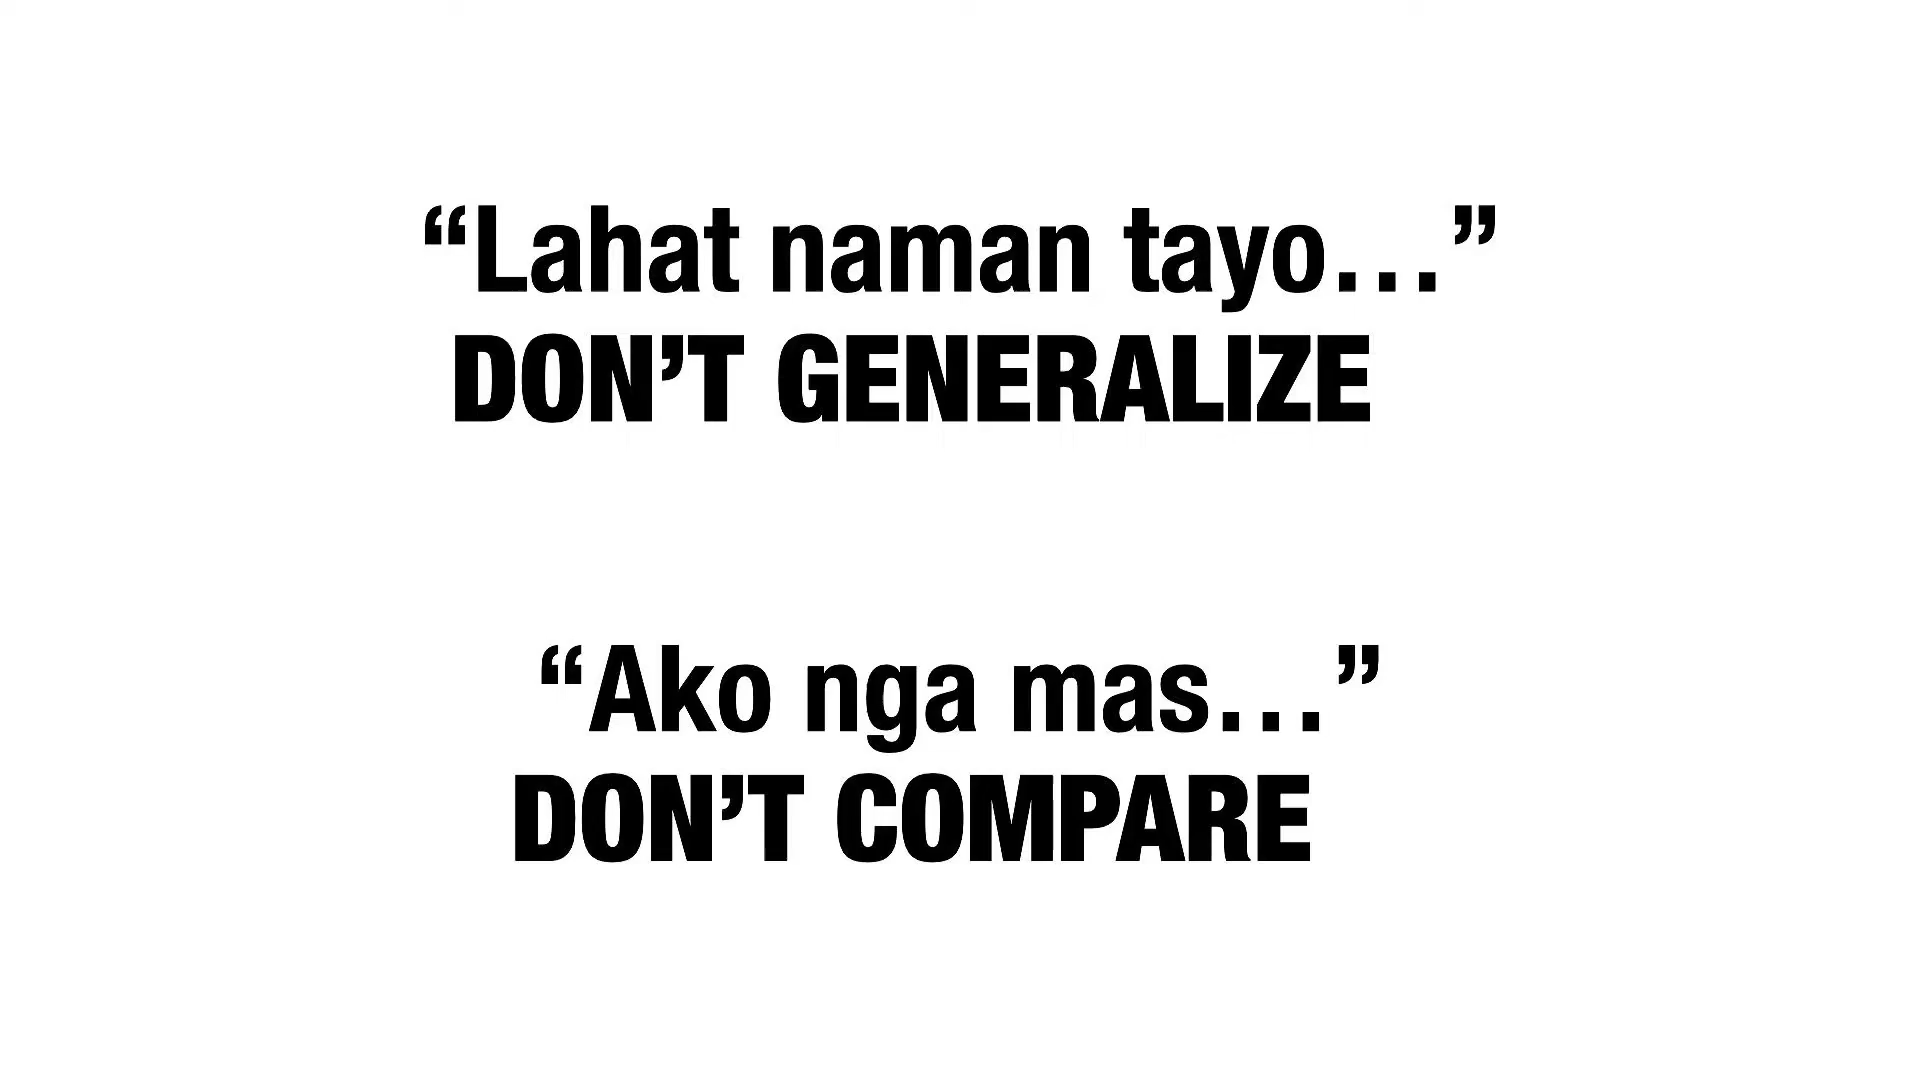 “Lahat naman tayo...”
DON’T GENERALIZE
“Ako nga mas...”
DON’T COMPARE